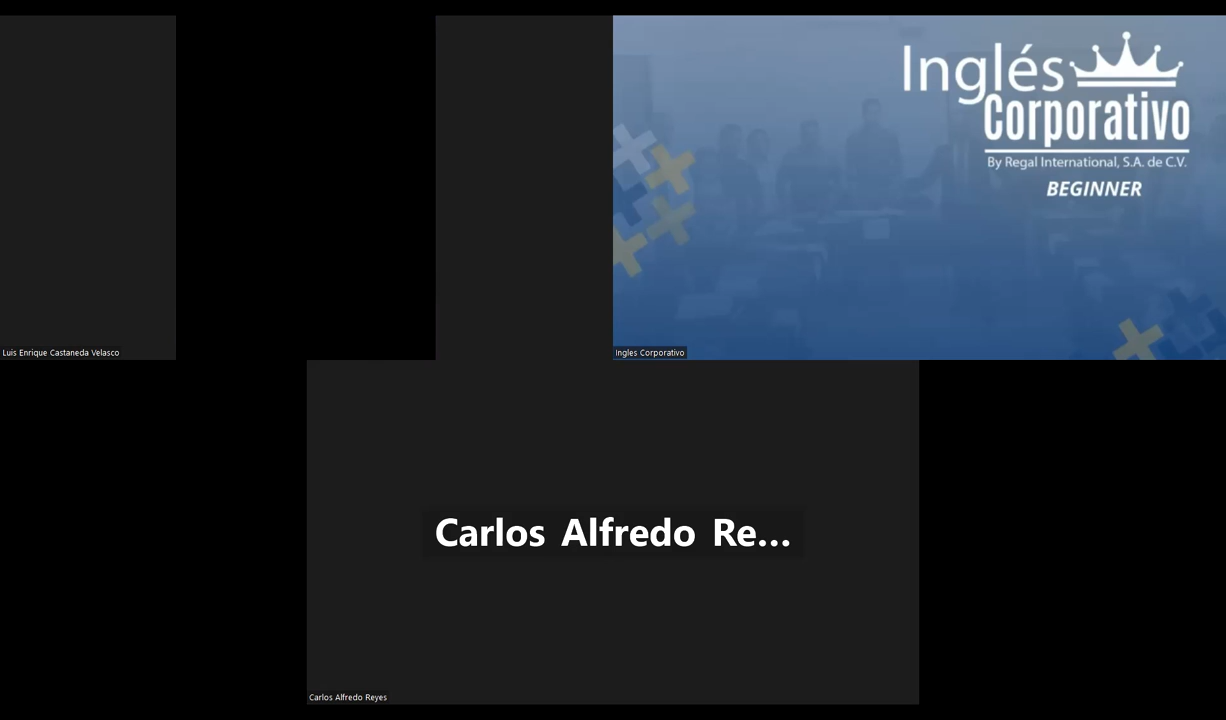 Inglés
Corporativo
By Regal International, S.A. de C.V.
BEGINNER
Luis Enrique Castaneda Velasco
Ingles Corporativo
Carlos Alfredo Re...
Carlos Alfredo Reyes